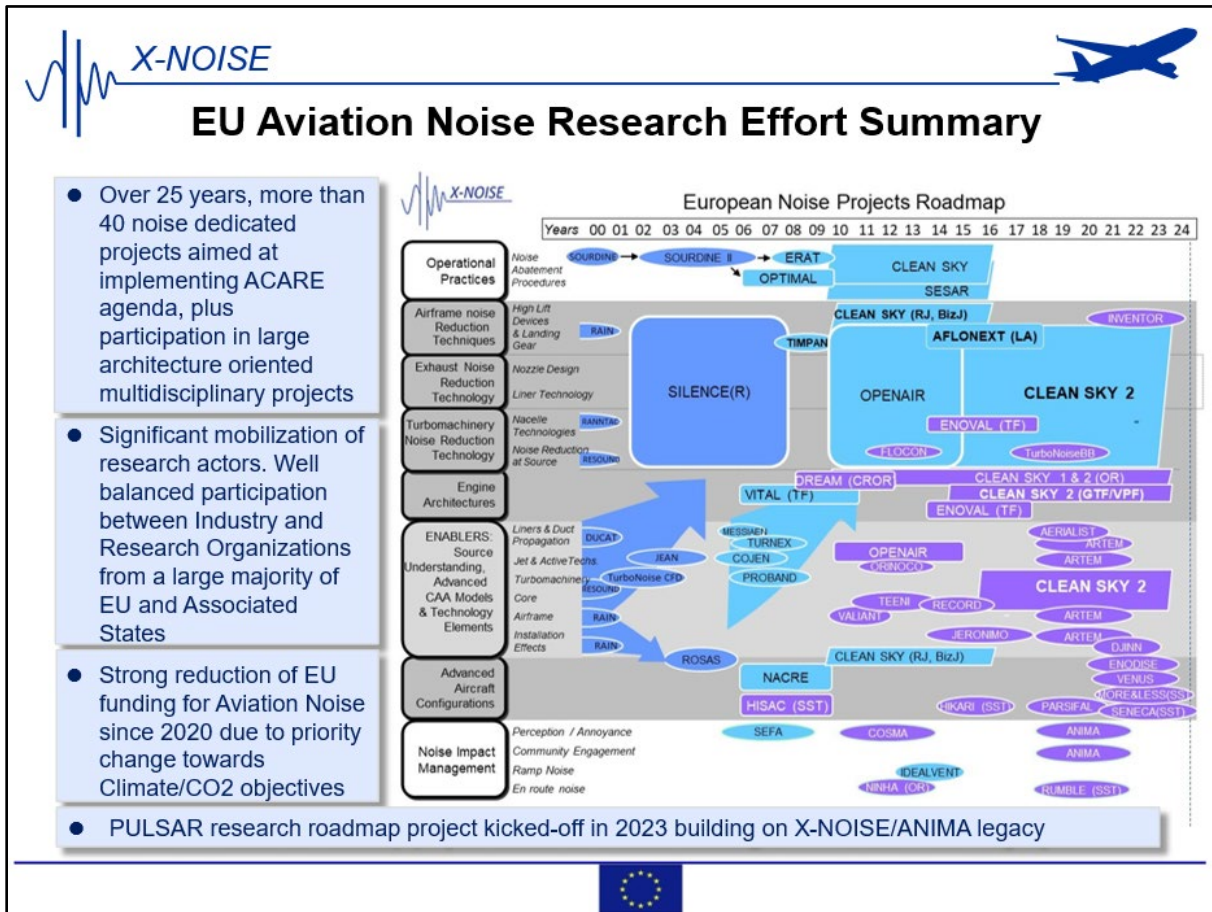 X-NOISE
EU Aviation Noise Research Effort Summary
● Over 25 years, more than
40 noise dedicated
projects aimed at
implementing ACARE
agenda, plus
participation in large
architecture oriented
multidisciplinary projects
● Significant mobilization of
research actors. Well
balanced participation
between Industry and
Research Organizations
from a large majority of
EU and Associated
States
● Strong reduction of EU
funding for Aviation Noise
since 2020 due to priority
change towards
Climate/CO2 objectives
X-NOISE
European Noise Projects Roadmap
Years 00 01 02 03 04 05 06 07 08 09 10 11 12 13 14 15 16 17 18 19 20 21 22 23 24
Operational
Practices
Noise
Abatement
Procedures
SOURDINE
SOURDINE II
ERAT
OPTIMAL
CLEAN SKY
SESAR
Airframe noise
Reduction
Techniques
High Lift
Devices
& Landing
Gear
RAIN
TIMPAN
CLEAN SKY (RJ, BizJ)
AFLONEXT (LA)
INVENTOR
Exhaust Noise
Reduction
Technology
Nozzle Design
Liner Technology
SILENCE(R)
OPENAIR
CLEAN SKY 2
Turbomachinery
Noise Reduction
Technology
Nacelle
Technologies
Noise Reduction
at Source
RANNTAC
RESOUND
ENOVAL (TF)
FLOCON
TurboNoiseBB
Engine
Architectures
VITAL (TF)
DREAM (CROR)
CLEAN SKY 1 & 2 (OR)
CLEAN SKY 2 (GTF/VPF)
ENOVAL (TF)
ENABLERS:
Source
Understanding,
Advanced
CAA Models
& Technology
Elements
Liners & Duct
Propagation
Jet & ActiveTechs.
Turbomachinery
Core
Airframe
Installation
Effects
DUCAT
MESSIAEN
TURNEX
AERIALIST
ARTEM
JEAN
COJEN
OPENAIR
ORINOCO
ARTEM
TurboNoise CFD
RESOUND
PROBAND
CLEAN SKY 2
TEENI
RECORD
RAIN
VALIANT
ARTEM
RAIN
JERONIMO
ARTEM
DJINN
ROSAS
CLEAN SKY (RJ, BizJ)
ENODISE
Advanced
Aircraft
Configurations
NACRE
VENUS
HISAC (SST)
HIKARI (SST)
PARSIFAL
MORE&LESS(SST)
SENECA(SST)
Noise Impact
Management
Perception / Annoyance
Community Engagement
Ramp Noise
En route noise
SEFA
COSMA
ANIMA
ANIMA
IDEALVENT
NINHA (OR)
RUMBLE (SST)
● PULSAR research roadmap project kicked-off in 2023 building on X-NOISE/ANIMA legacy